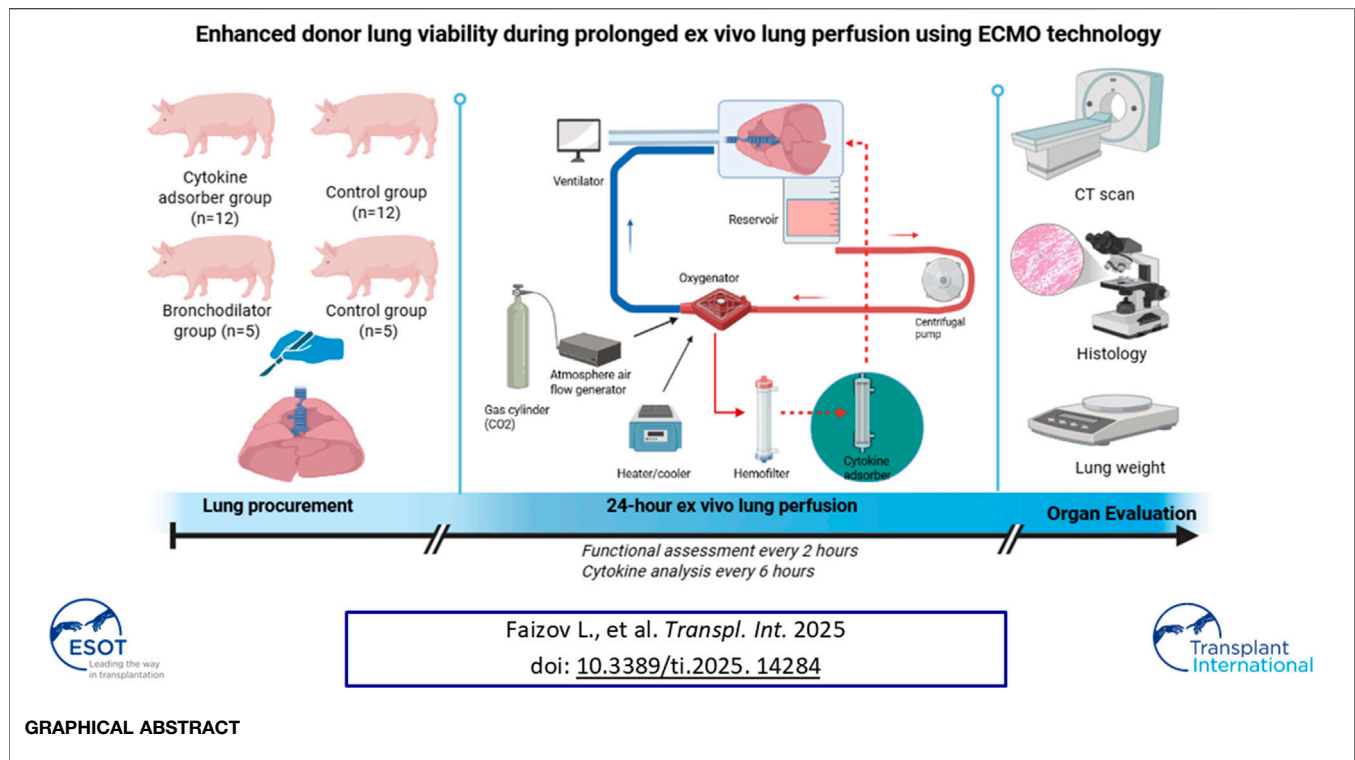 Enhanced donor lung viability during prolonged ex vivo lung perfusion using ECMO technology
Cytokine
adsorber group
(n=12)
Control group
(n=12)
Bronchodilator
group (n=5)
Control group
(n=5)
Ventilator
Reservoir
Oxygenator
Centrifugal
pump
Atmosphere air
flow generator
Gas cylinder
(CO2)
Heater/cooler
Hemofilter
Cytokine
adsorber
CT scan
Histology
Lung weight
Lung procurement
24-hour ex vivo lung perfusion
Organ Evaluation
Functional assessment every 2 hours
Cytokine analysis every 6 hours
ESOT
Leading the way
in transplantation
Faizov L., et al. Transpl. Int. 2025
doi: 10.3389/ti.2025. 14284
Transplant
International
GRAPHICAL ABSTRACT